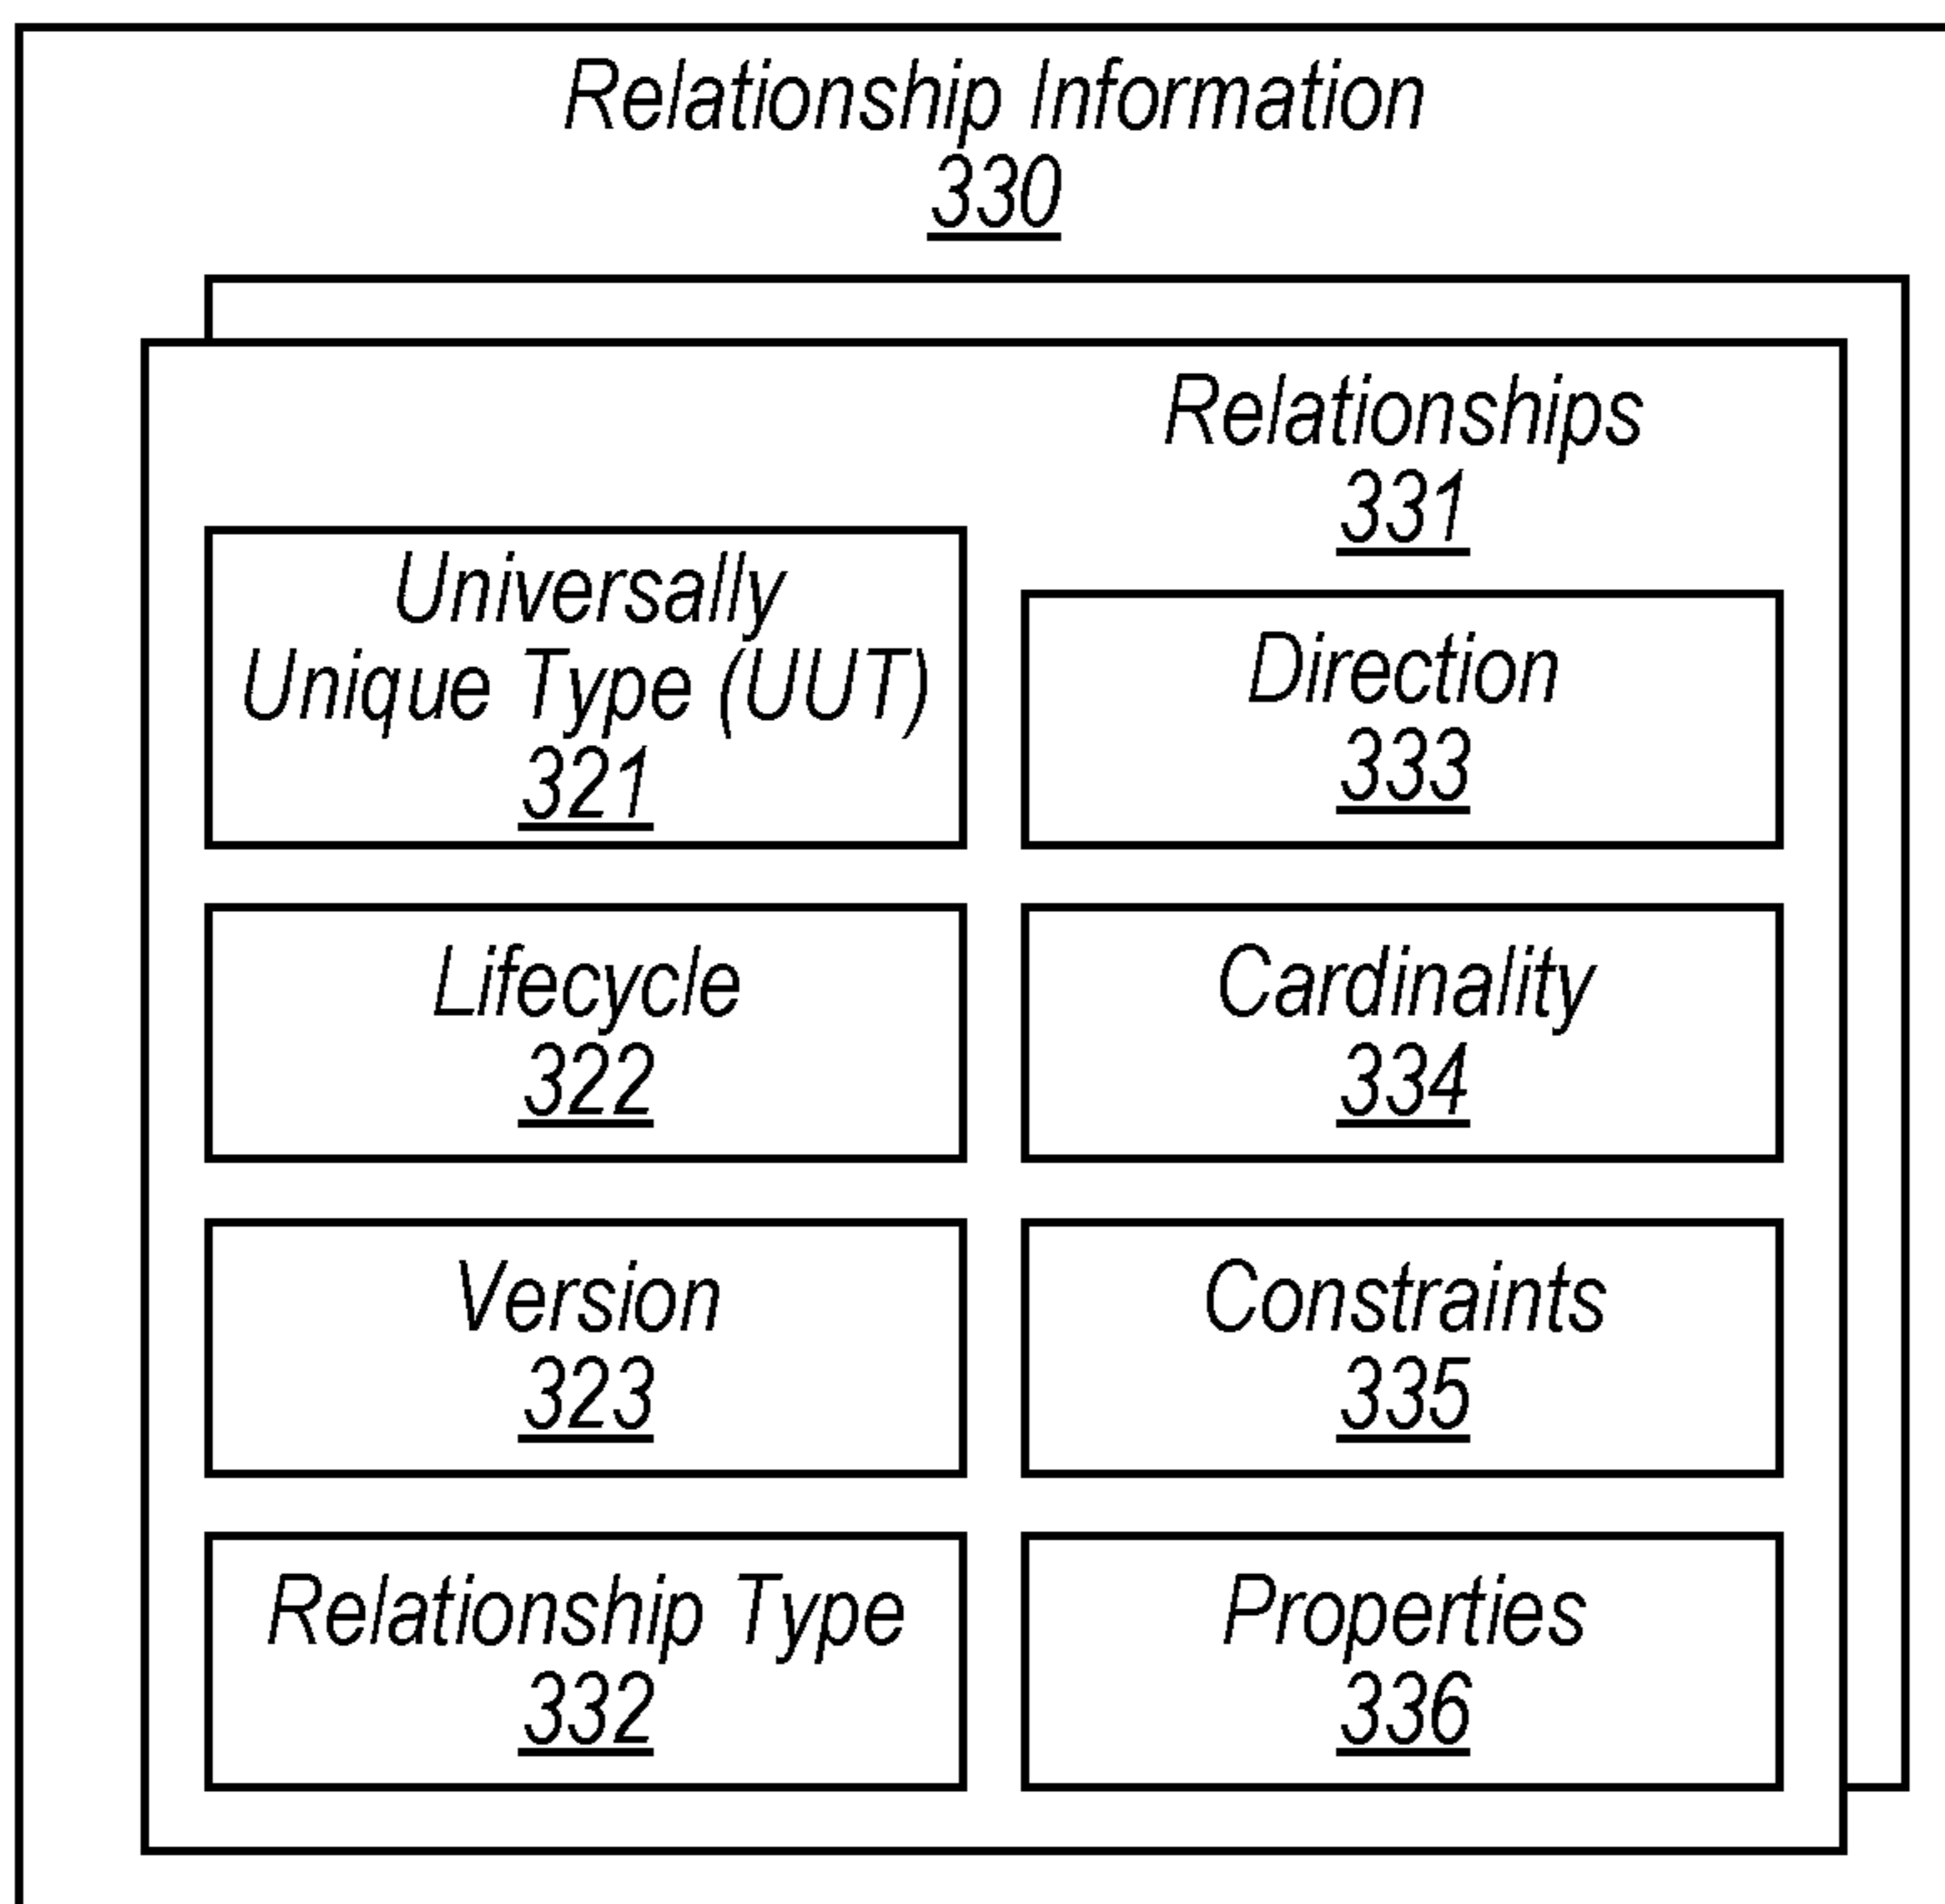 Relationship Information
330
Relationships
331
Universally
Unique Type (UUT)
321
Direction
333
Lifecycle
322
Cardinality
334
Version
323
Constraints
335
Relationship Type
332
Properties
336